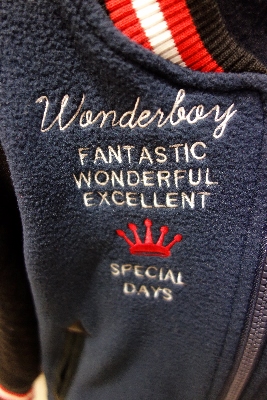 Wonderboy
FANTASTIC
WONDERFUL
EXCELLENT
SPECIAL
DAYS